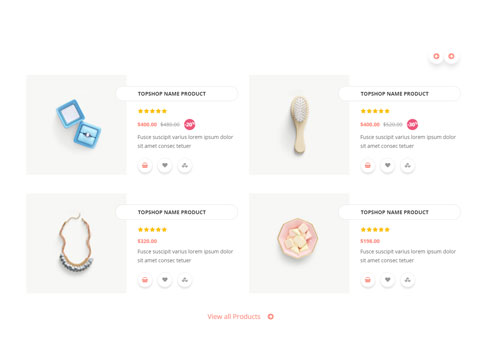 TOPSHOP NAME PRODUCT
$400.00 $480.00
Fusce suscipit varius lorem ipsum dolor
sit amet consec tetuer
TOPSHOP NAME PRODUCT
$400.00 $520.00
Fusce suscipit varius lorem ipsum dolor
sit amet consec tetuer
TOPSHOP NAME PRODUCT
$320.00
Fusce suscipit varius lorem ipsum dolor
sit amet consec tetuer
TOPSHOP NAME PRODUCT
$198.00
Fusce suscipit varius lorem ipsum dolor
sit amet consec tetuer
View all Products